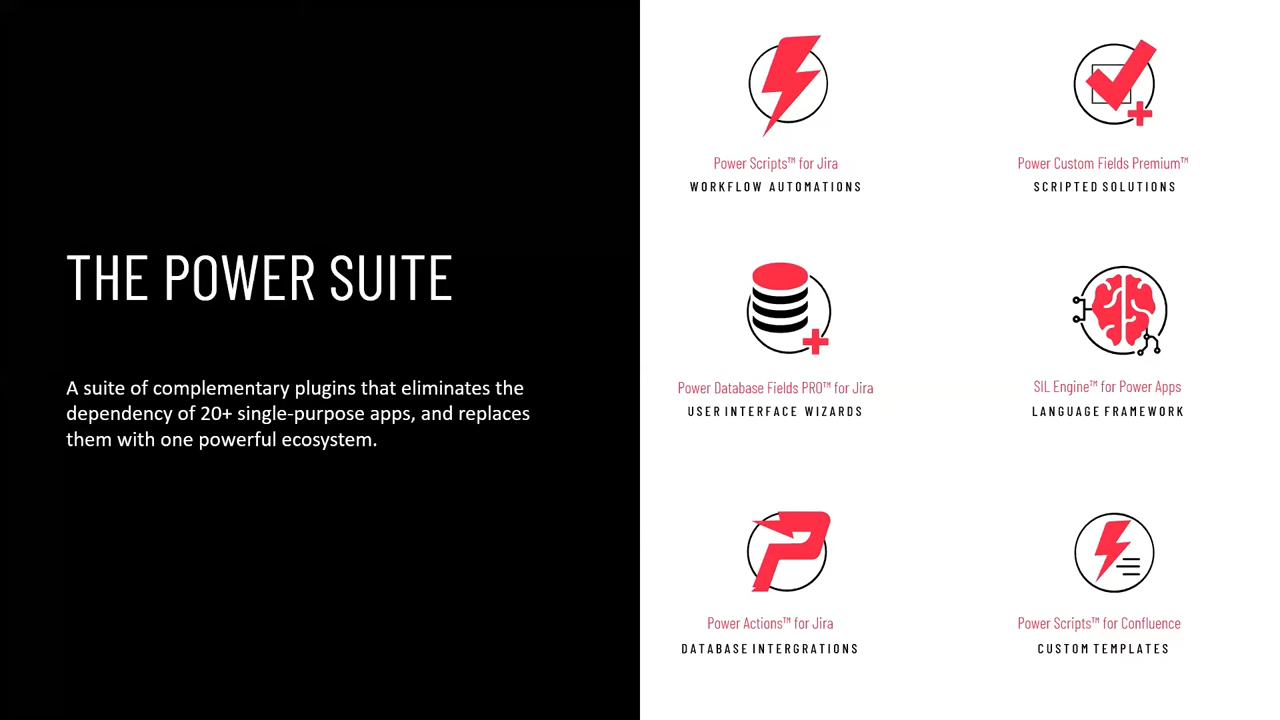 THE POWER SUITE
A suite of complementary plugins that eliminates the
dependency of 20+ single-purpose apps, and replaces
them with one powerful ecosystem.
Power Scripts™ for Jira
WORKFLOW AUTOMATIONS
Power Custom Fields Premium™
SCRIPTED SOLUTIONS
Power Database Fields PRO™ for Jira
USER INTERFACE WIZARDS
SIL Engine™ for Power Apps
LANGUAGE FRAMEWORK
Power Actions™ for Jira
DATABASE INTERGRATIONS
Power Scripts™ for Confluence
CUSTOM TEMPLATES